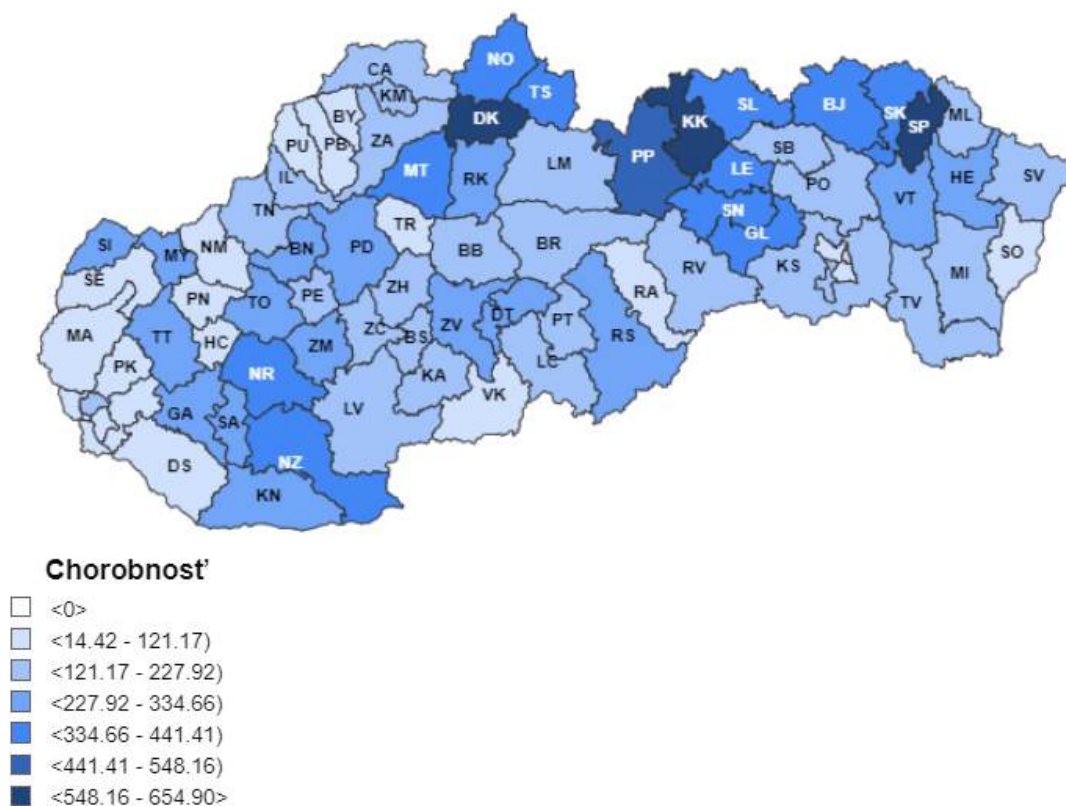 NO
CA
TS
KM
BY
DK
KK
SL
BJ
SK
SP
ML
PU
PB
ZA
SB
PP
LM
LE
MT
RK
HE
SV
IL
PO
VT
TN
SN
TR
GL
SI
MY
NM
BN
PD
BB
BR
SO
SE
RV
KS
MI
PN
TO
PE
ZH
RA
TV
MA
TT
HC
ZM
ZC
BS
ZV
DT
PT
RS
PK
NR
KA
LC
GA
SA
LV
VK
DS
NZ
KN
Chorobnosť
<0>
<14.42 - 121.17)
<121.17 - 227.92)
<227.92 - 334.66)
<334.66 - 441.41)
<441.41 - 548.16)
<548.16 - 654.90>